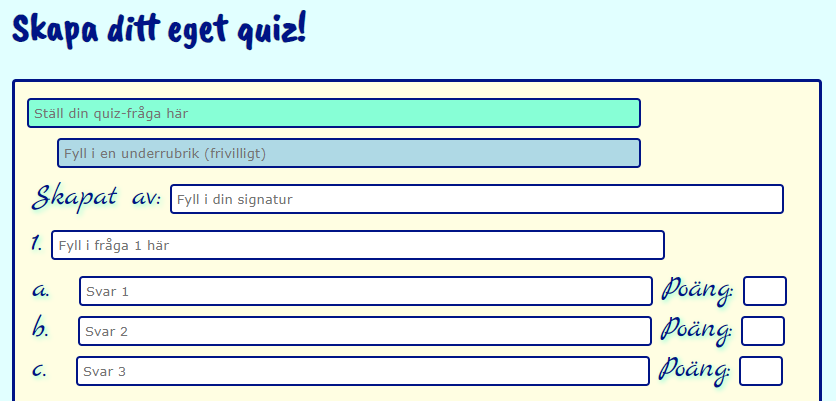 Skapa ditt eget quiz!
Ställ din quiz-fråga här
Fyll i en underrubrik (frivilligt)
Skapat av: Fyll i din signatur
1. Fyll i fråga 1 här
a. Svar 1 Poäng:
b. Svar 2 Poäng:
c. Svar 3 Poäng: